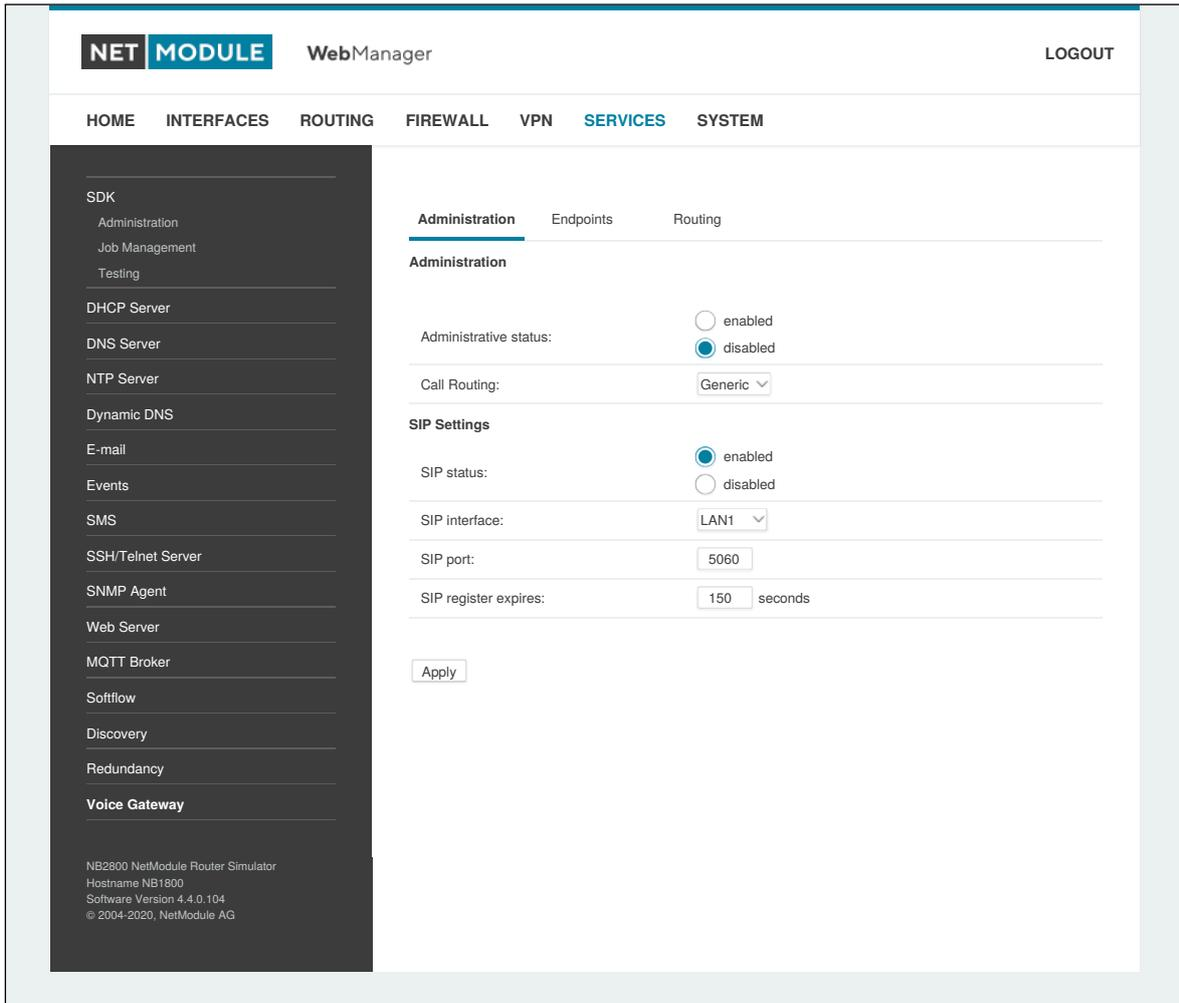 NET MODULE WebManager LOGOUT
HOME INTERFACES ROUTING FIREWALL VPN SERVICES SYSTEM
SDK
Administration
Job Management
Testing
DHCP Server
DNS Server
NTP Server
Dynamic DNS
E-mail
Events
SMS
SSH/Telnet Server
SNMP Agent
Web Server
MQTT Broker
Softflow
Discovery
Redundancy
Voice Gateway
NB2800 NetModule Router Simulator
Hostname NB1800
Software Version 4.4.0.104
© 2004-2020, NetModule AG
Administration Endpoints Routing
Administration
Administrative status:
enabled
disabled
Call Routing: Generic
SIP Settings
SIP status:
enabled
disabled
SIP interface: LAN1
SIP port: 5060
SIP register expires: 150 seconds
Apply